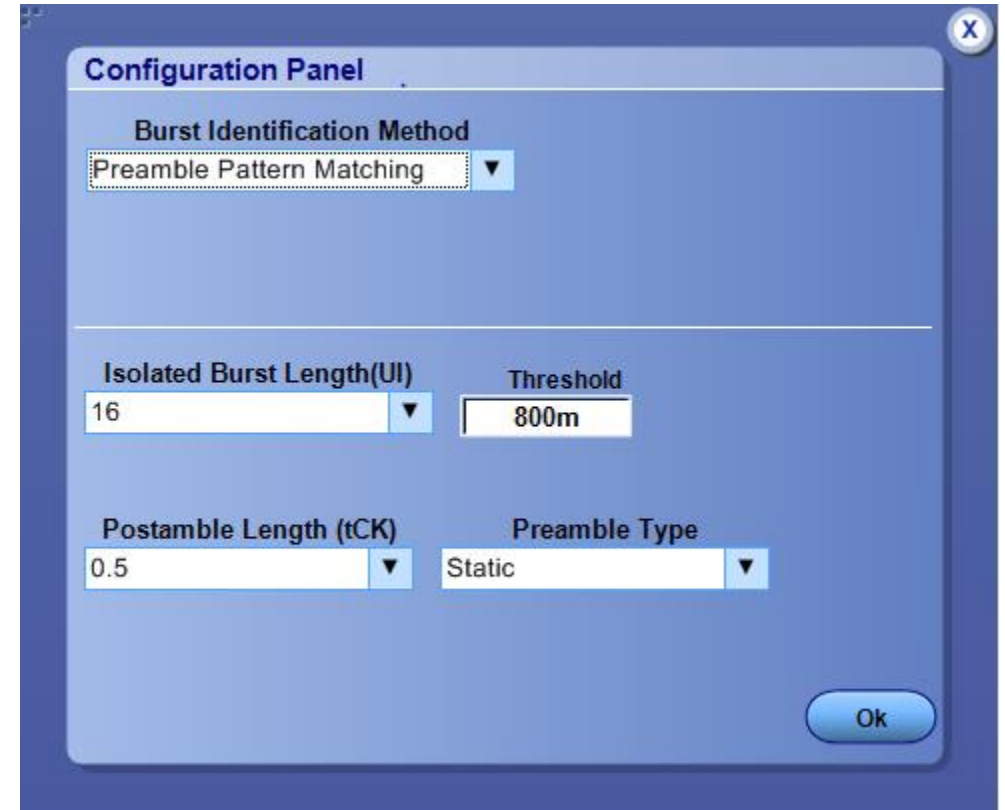 X
Configuration Panel
Burst Identification Method
Preamble Pattern Matching
Isolated Burst Length(UI)
Threshold
16
800m
Postamble Length (tCK)
Preamble Type
0.5
Static
Ok